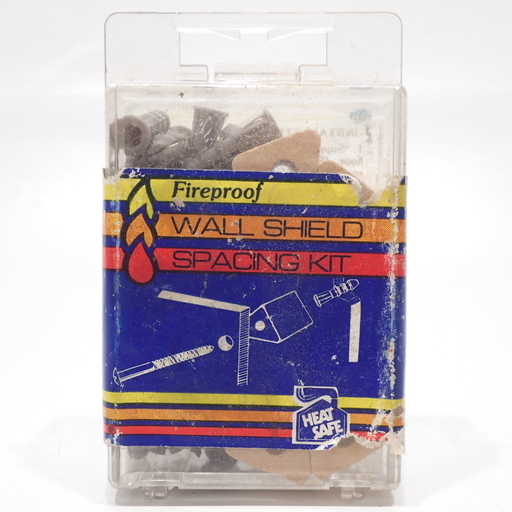 Fireproof
WALL SHIELD
SPACING KIT
HEAT
SAFE